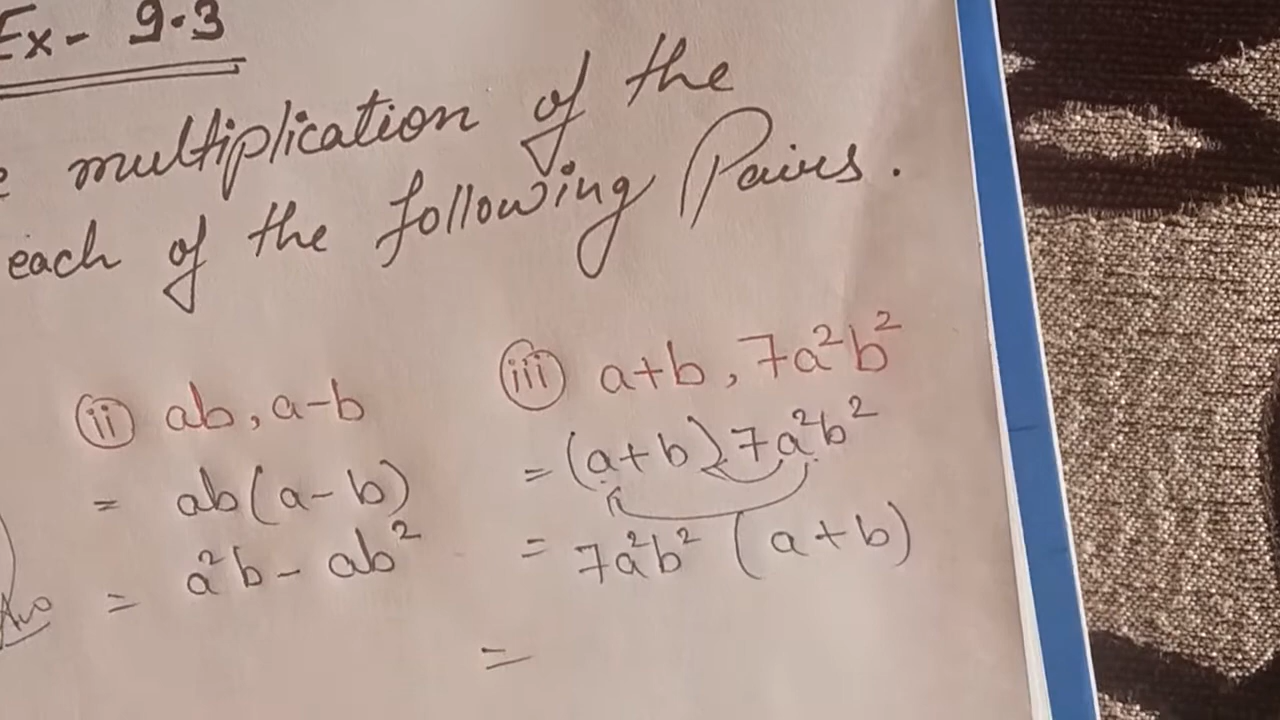 Ex- 9.3
multiplication of the
each of the following Pairs.
(ii) ab, a-b
= ab(a-b)
= a²b - ab²
(iii) a+b, 7a²b²
= (a+b) 7a²b²
= 7a²b² (a+b)
=
Ans